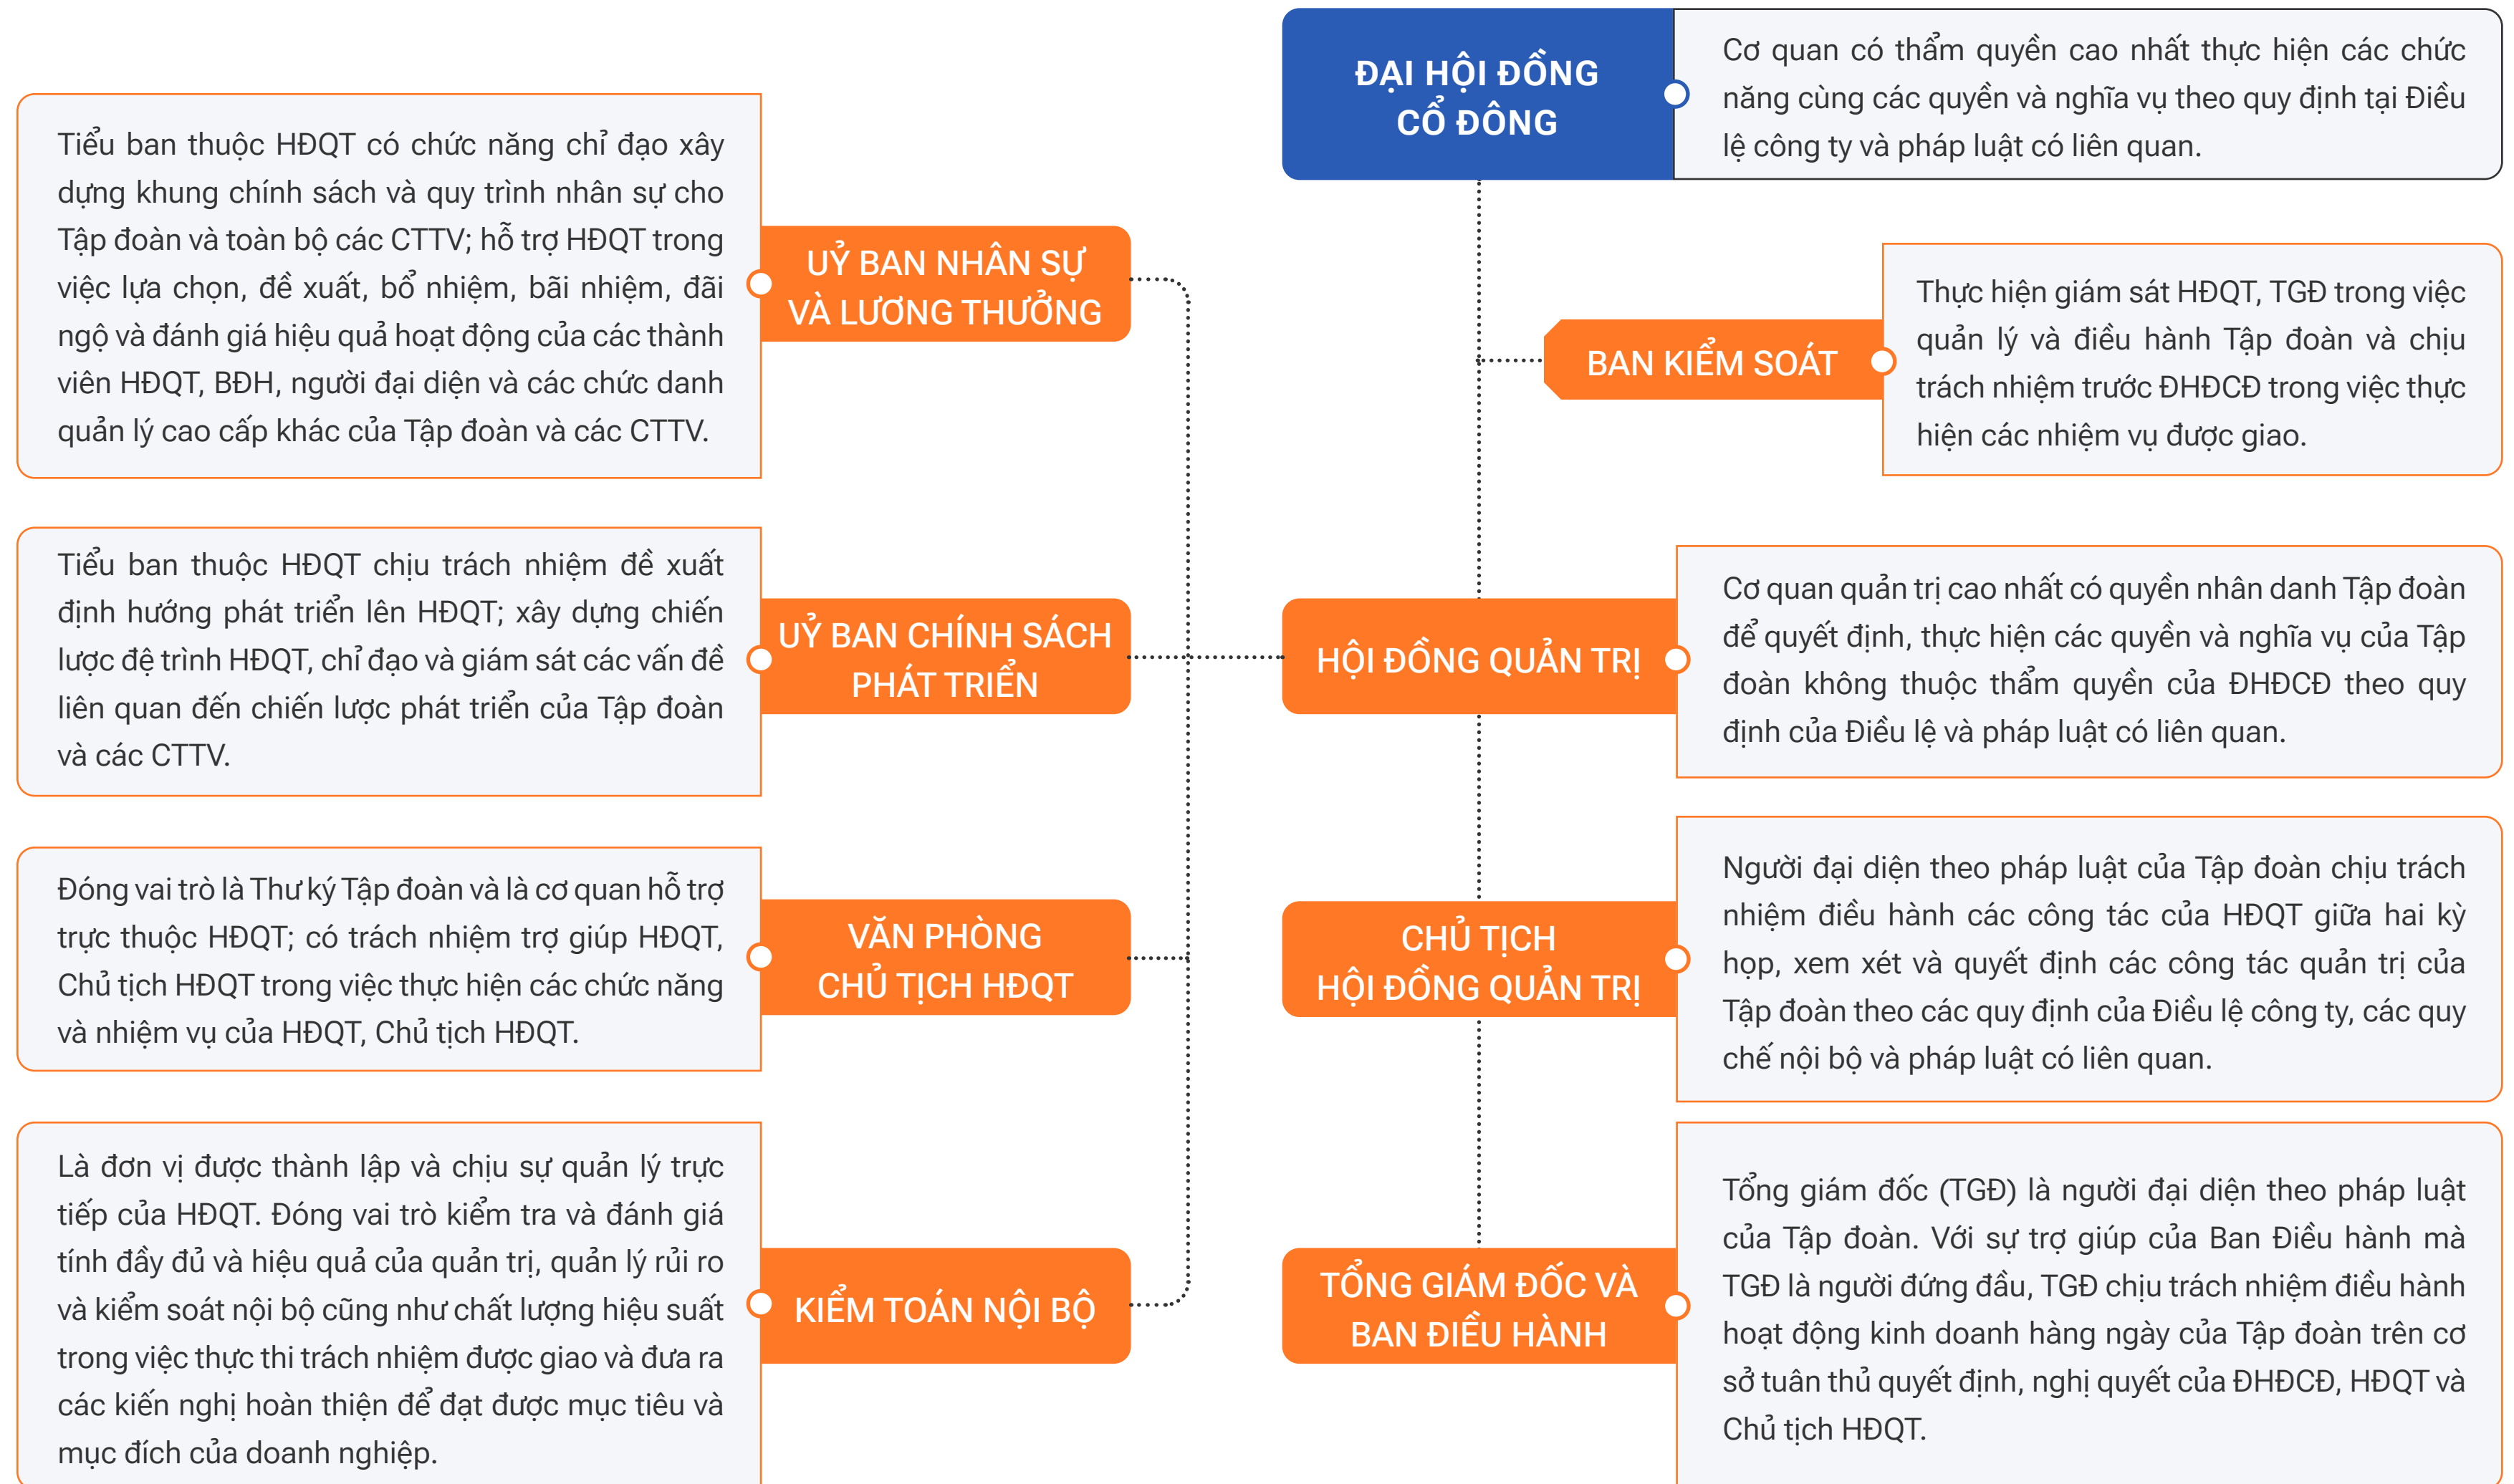 ĐẠI HỘI ĐỒNG
CỔ ĐÔNG
Cơ quan có thẩm quyền cao nhất thực hiện các chức
năng cùng các quyền và nghĩa vụ theo quy định tại Điều
lệ công ty và pháp luật có liên quan.
Tiểu ban thuộc HĐQT có chức năng chỉ đạo xây
dựng khung chính sách và quy trình nhân sự cho
Tập đoàn và toàn bộ các CTTV; hỗ trợ HĐQT trong
việc lựa chọn, đề xuất, bổ nhiệm, bãi nhiệm, đãi
ngộ và đánh giá hiệu quả hoạt động của các thành
viên HĐQT, BĐH, người đại diện và các chức danh
quản lý cao cấp khác của Tập đoàn và các CTTV.
UỶ BAN NHÂN SỰ
VÀ LƯƠNG THƯỞNG
BAN KIỂM SOÁT
Thực hiện giám sát HĐQT, TGĐ trong việc
quản lý và điều hành Tập đoàn và chịu
trách nhiệm trước ĐHĐCĐ trong việc thực
hiện các nhiệm vụ được giao.
Tiểu ban thuộc HĐQT chịu trách nhiệm đề xuất
định hướng phát triển lên HĐQT; xây dựng chiến
lược đệ trình HĐQT, chỉ đạo và giám sát các vấn đề
liên quan đến chiến lược phát triển của Tập đoàn
và các CTTV.
UỶ BAN CHÍNH SÁCH
PHÁT TRIỂN
HỘI ĐỒNG QUẢN TRỊ
Cơ quan quản trị cao nhất có quyền nhân danh Tập đoàn
để quyết định, thực hiện các quyền và nghĩa vụ của Tập
đoàn không thuộc thẩm quyền của ĐHĐCĐ theo quy
định của Điều lệ và pháp luật có liên quan.
Đóng vai trò là Thư ký Tập đoàn và là cơ quan hỗ trợ
trực thuộc HĐQT; có trách nhiệm trợ giúp HĐQT,
Chủ tịch HĐQT trong việc thực hiện các chức năng
và nhiệm vụ của HĐQT, Chủ tịch HĐQT.
VĂN PHÒNG
CHỦ TỊCH HĐQT
CHỦ TỊCH
HỘI ĐỒNG QUẢN TRỊ
Người đại diện theo pháp luật của Tập đoàn chịu trách
nhiệm điều hành các công tác của HĐQT giữa hai kỳ
họp, xem xét và quyết định các công tác quản trị của
Tập đoàn theo các quy định của Điều lệ công ty, các quy
chế nội bộ và pháp luật có liên quan.
Là đơn vị được thành lập và chịu sự quản lý trực
tiếp của HĐQT. Đóng vai trò kiểm tra và đánh giá
tính đầy đủ và hiệu quả của quản trị, quản lý rủi ro
và kiểm soát nội bộ cũng như chất lượng hiệu suất
trong việc thực thi trách nhiệm được giao và đưa ra
các kiến nghị hoàn thiện để đạt được mục tiêu và
mục đích của doanh nghiệp.
KIỂM TOÁN NỘI BỘ
TỔNG GIÁM ĐỐC VÀ
BAN ĐIỀU HÀNH
Tổng giám đốc (TGĐ) là người đại diện theo pháp luật
của Tập đoàn. Với sự trợ giúp của Ban Điều hành mà
TGĐ là người đứng đầu, TGĐ chịu trách nhiệm điều hành
hoạt động kinh doanh hàng ngày của Tập đoàn trên cơ
sở tuân thủ quyết định, nghị quyết của ĐHĐCĐ, HĐQT và
Chủ tịch HĐQT.